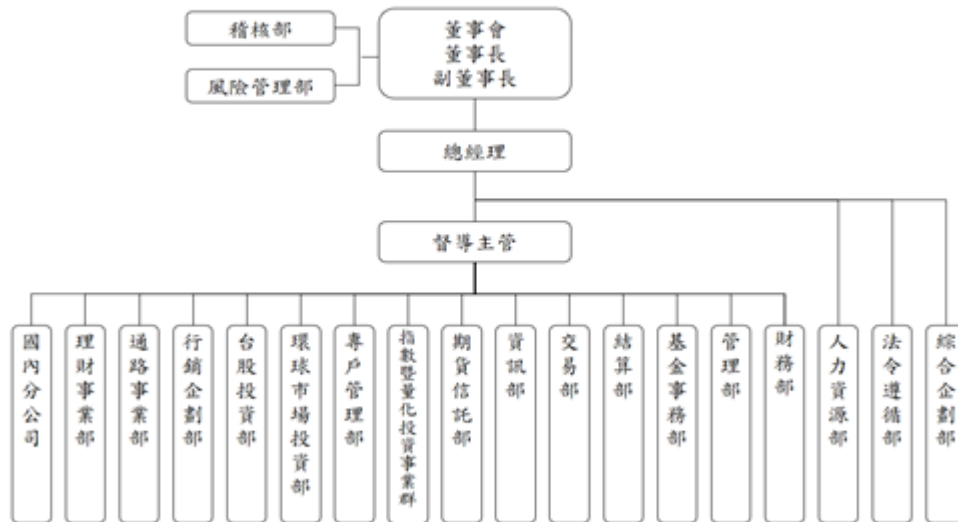 稽核部
風險管理部
董事會
董事長
副董事長
總經理
督導主管
國內分公司
理財事業部
通路事業部
行銷企劃部
台股投資部
環球市場投資部
專戶管理部
指數暨量化投資事業群
期貨信託部
資訊部
交易部
結算部
基金事務部
管理部
財務部
人力資源部
法令遵循部
綜合企劃部